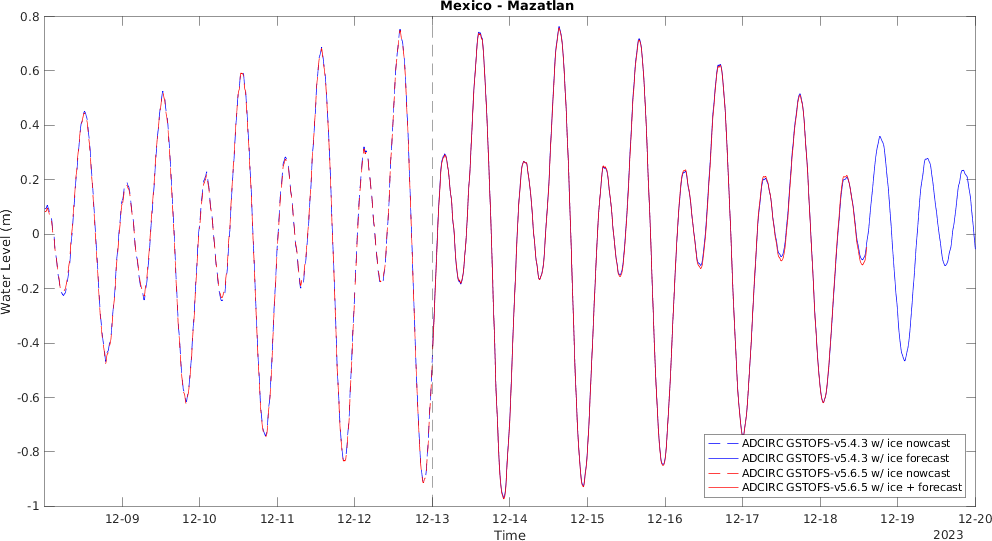 Mexico - Mazatlan
0.8
0.6
0.4
0.2
0
-0.2
-0.4
-0.6
-0.8
-1
Water Level (m)
ADCIRC GSTOFS-v5.4.3 w/ ice nowcast
ADCIRC GSTOFS-v5.4.3 w/ ice forecast
ADCIRC GSTOFS-v5.6.5 w/ ice nowcast
ADCIRC GSTOFS-v5.6.5 w/ ice + forecast
12-09 12-10 12-11 12-12 12-13 12-14 12-15 12-16 12-17 12-18 12-19 12-20
Time
2023